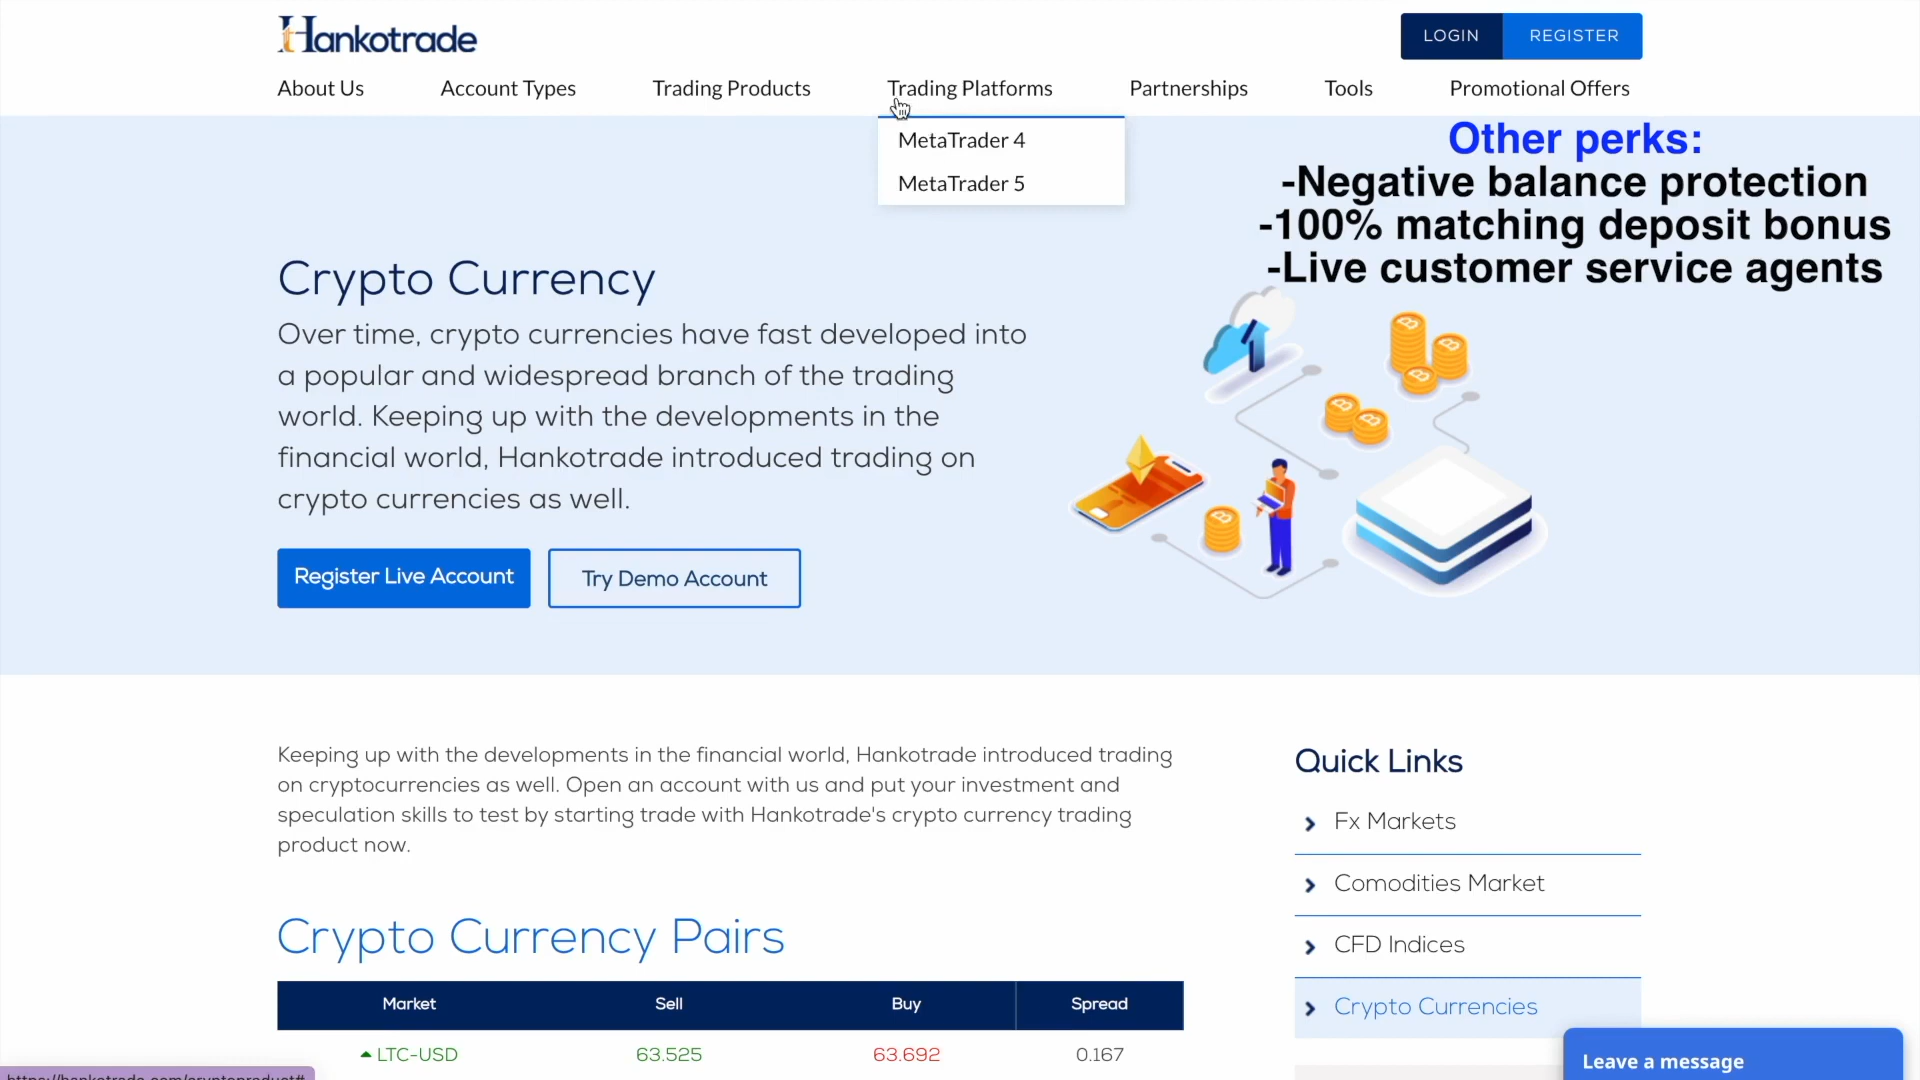 Hankotrade
LOGIN
REGISTER
About Us
Account Types
Trading Products
Trading Platforms
Partnerships
Tools
Promotional Offers
MetaTrader 4
MetaTrader 5
Other perks:
-Negative balance protection
-100% matching deposit bonus
-Live customer service agents
Crypto Currency
Over time, crypto currencies have fast developed into
a popular and widespread branch of the trading
world. Keeping up with the developments in the
financial world, Hankotrade introduced trading on
crypto currencies as well.
Register Live Account
Try Demo Account
Keeping up with the developments in the financial world, Hankotrade introduced trading
on cryptocurrencies as well. Open an account with us and put your investment and
speculation skills to test by starting trade with Hankotrade's crypto currency trading
product now.
Quick Links
Fx Markets
Comodities Market
CFD Indices
Crypto Currencies
Crypto Currency Pairs
Market Sell Buy Spread
LTC-USD 63.525 63.692 0.167
Leave a message